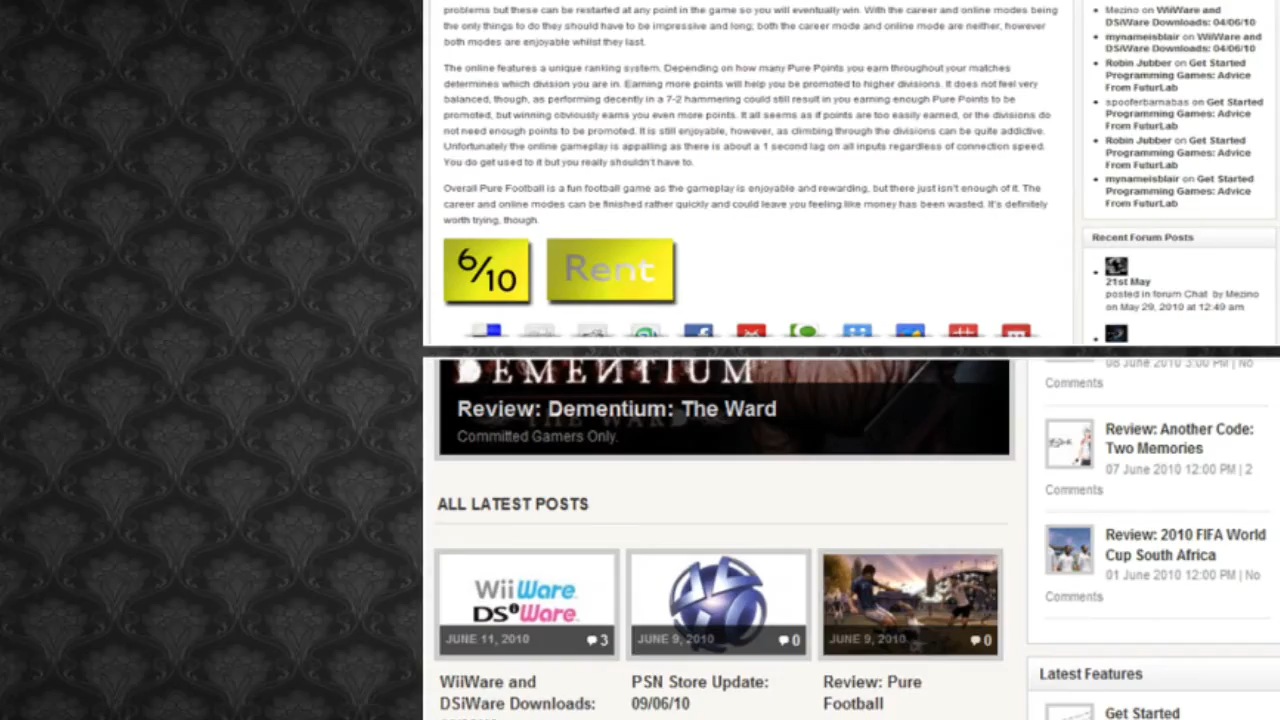 problems but these can be restarted at any point in the game so you will eventually win. With the career and online modes being
the only things to do they should have to be impressive and long; both the career mode and online mode are neither, however
both modes are enjoyable whilst they last.
The online features a unique ranking system. Depending on how many Pure Points you earn throughout your matches
determines which division you are in. Earning more points will help you be promoted to higher divisions. It does not feel very
balanced, though, as performing decently in a 7-2 hammering could still result in you earning enough Pure Points to be
promoted, but winning obviously earns you even more points. It all seems as if points are too easily earned, or the divisions do
not need enough points to be promoted. It is still enjoyable, however, as climbing through the divisions can be quite addictive.
Unfortunately the online gameplay is appalling as there is about a 1 second lag on all inputs regardless of connection speed.
You do get used to it but you really shouldn't have to.
Overall Pure Football is a fun football game as the gameplay is enjoyable and rewarding, but there just isn't enough of it. The
career and online modes can be finished rather quickly and could leave you feeling like money has been wasted. It's definitely
worth trying, though.
6/10
Rent
Mezino on WiiWare and
DSiWare Downloads: 04/06/10
mynameisblair on WiiWare and
DSiWare Downloads: 04/06/10
Robin Jubber on Get Started
Programming Games: Advice
From FuturLab
spooferbarnabas on Get Started
Programming Games: Advice
From FuturLab
Robin Jubber on Get Started
Programming Games: Advice
From FuturLab
mynameisblair on Get Started
Programming Games: Advice
From FuturLab
Recent Forum Posts
21st May
posted in forum Chat by Mezino
on May 29, 2010 at 12:49 am
DEMENTIUM
THE WARD
Review: Dementium: The Ward
Committed Gamers Only.
ALL LATEST POSTS
WiiWare
DSiWare
JUNE 11, 2010 3
WiiWare and
DSiWare Downloads:
JUNE 9, 2010 0
PSN Store Update:
09/06/10
JUNE 9, 2010 0
Review: Pure
Football
08 June 2010 3:00 PM | No
Comments
Review: Another Code:
Two Memories
07 June 2010 12:00 PM | 2
Comments
Review: 2010 FIFA World
Cup South Africa
01 June 2010 12:00 PM | No
Comments
Latest Features
Get Started